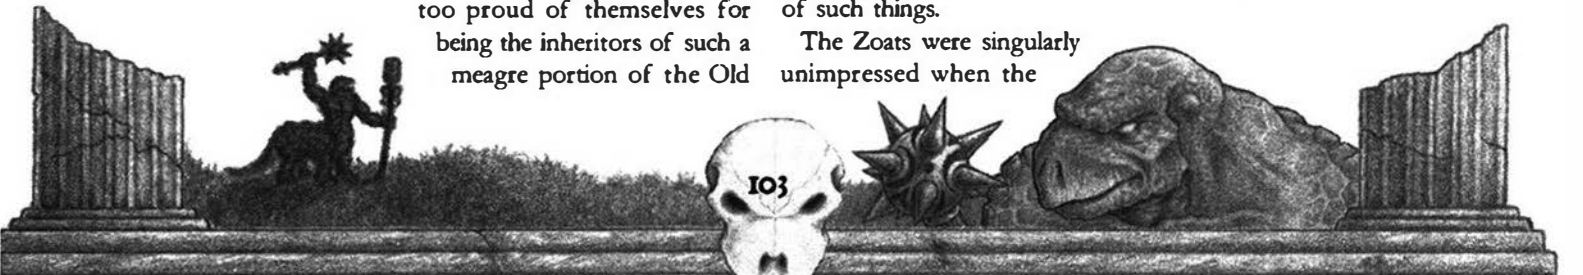 too proud of themselves for
being the inheritors of such a
meagre portion of the Old
of such things.
The Zoats were singularly
unimpressed when the
103